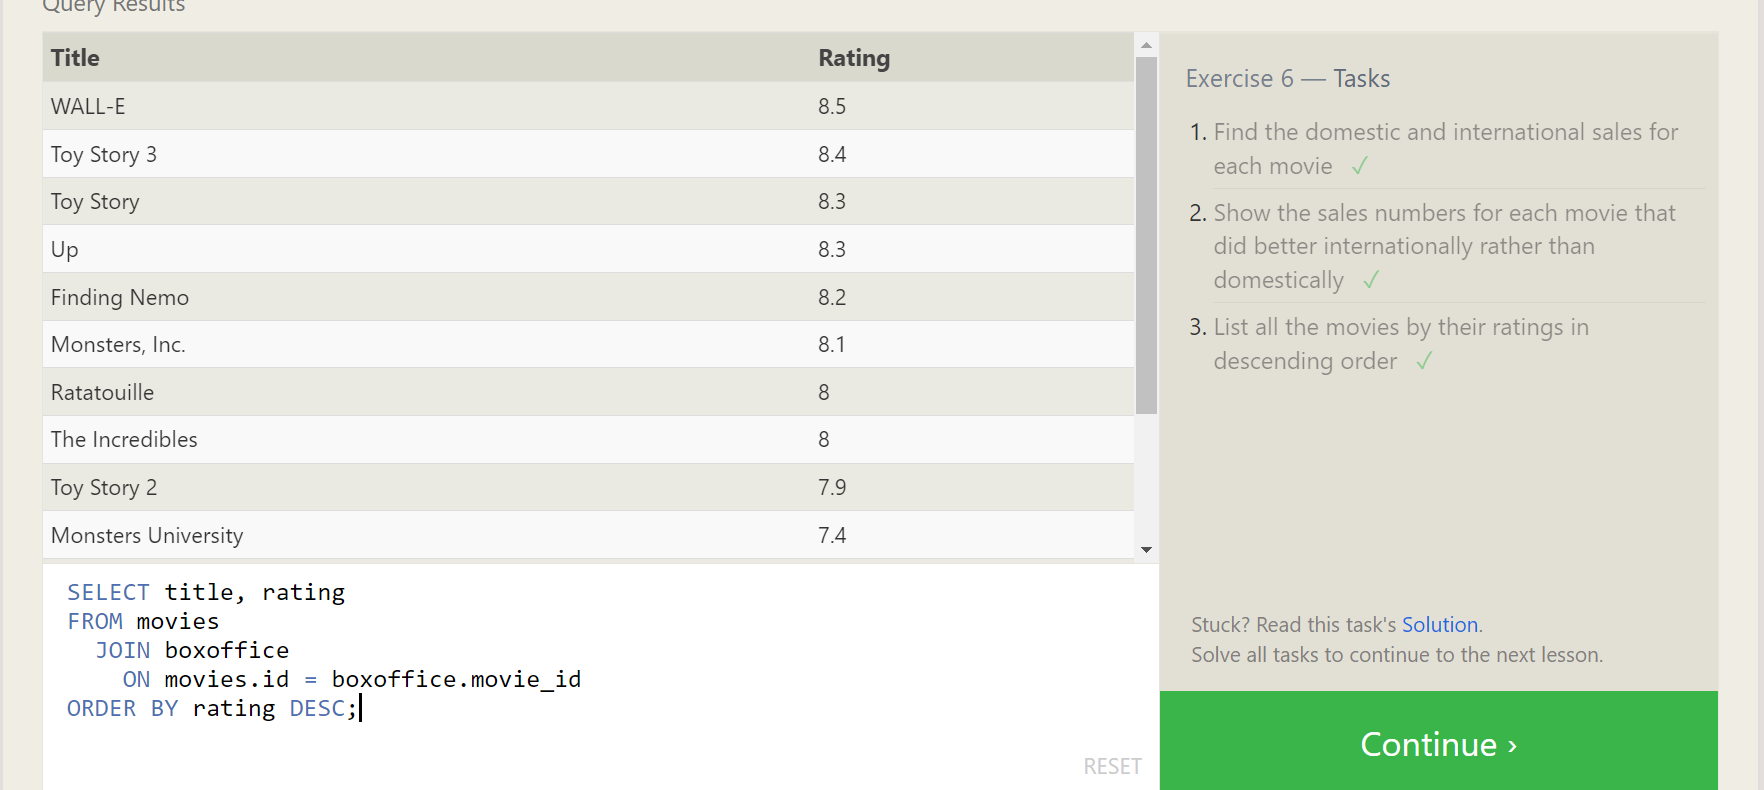 Query Results
Title Rating
WALL-E 8.5
Toy Story 3 8.4
Toy Story 8.3
Up 8.3
Finding Nemo 8.2
Monsters, Inc. 8.1
Ratatouille 8
The Incredibles 8
Toy Story 2 7.9
Monsters University 7.4
SELECT title, rating
FROM movies
  JOIN boxoffice
    ON movies.id = boxoffice.movie_id
ORDER BY rating DESC;
RESET
Exercise 6 — Tasks
1. Find the domestic and international sales for
each movie ✓
2. Show the sales numbers for each movie that
did better internationally rather than
domestically ✓
3. List all the movies by their ratings in
descending order ✓
Stuck? Read this task's Solution.
Solve all tasks to continue to the next lesson.
Continue ›